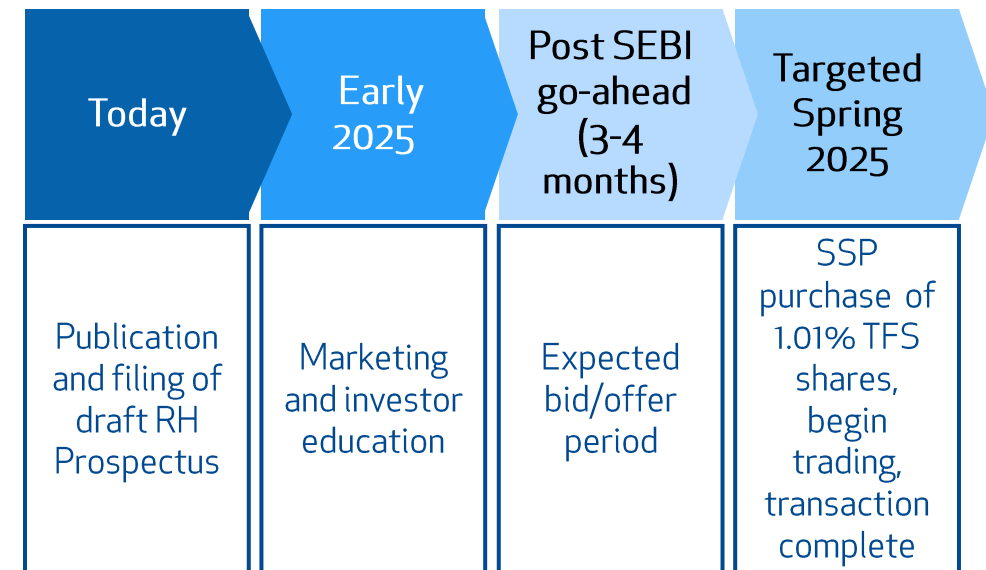 Today
Early
2025
Post SEBI
go-ahead
(3-4
months)
Targeted
Spring
2025
Publication
and filing of
draft RH
Prospectus
Marketing
and investor
education
Expected
bid/offer
period
SSP
purchase of
1.01% TFS
shares,
begin
trading,
transaction
complete